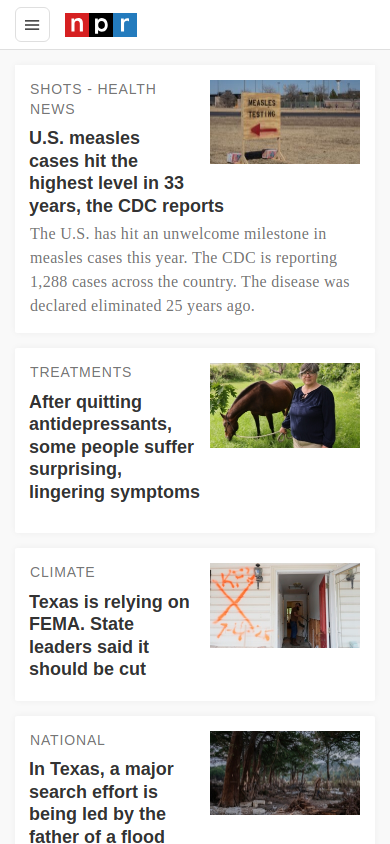 npr
SHOTS - HEALTH
NEWS
MEASLES
TESTING
U.S. measles
cases hit the
highest level in 33
years, the CDC reports
The U.S. has hit an unwelcome milestone in
measles cases this year. The CDC is reporting
1,288 cases across the country. The disease was
declared eliminated 25 years ago.
TREATMENTS
After quitting
antidepressants,
some people suffer
surprising,
lingering symptoms
CLIMATE
Texas is relying on
FEMA. State
leaders said it
should be cut
NATIONAL
In Texas, a major
search effort is
being led by the
father of a flood